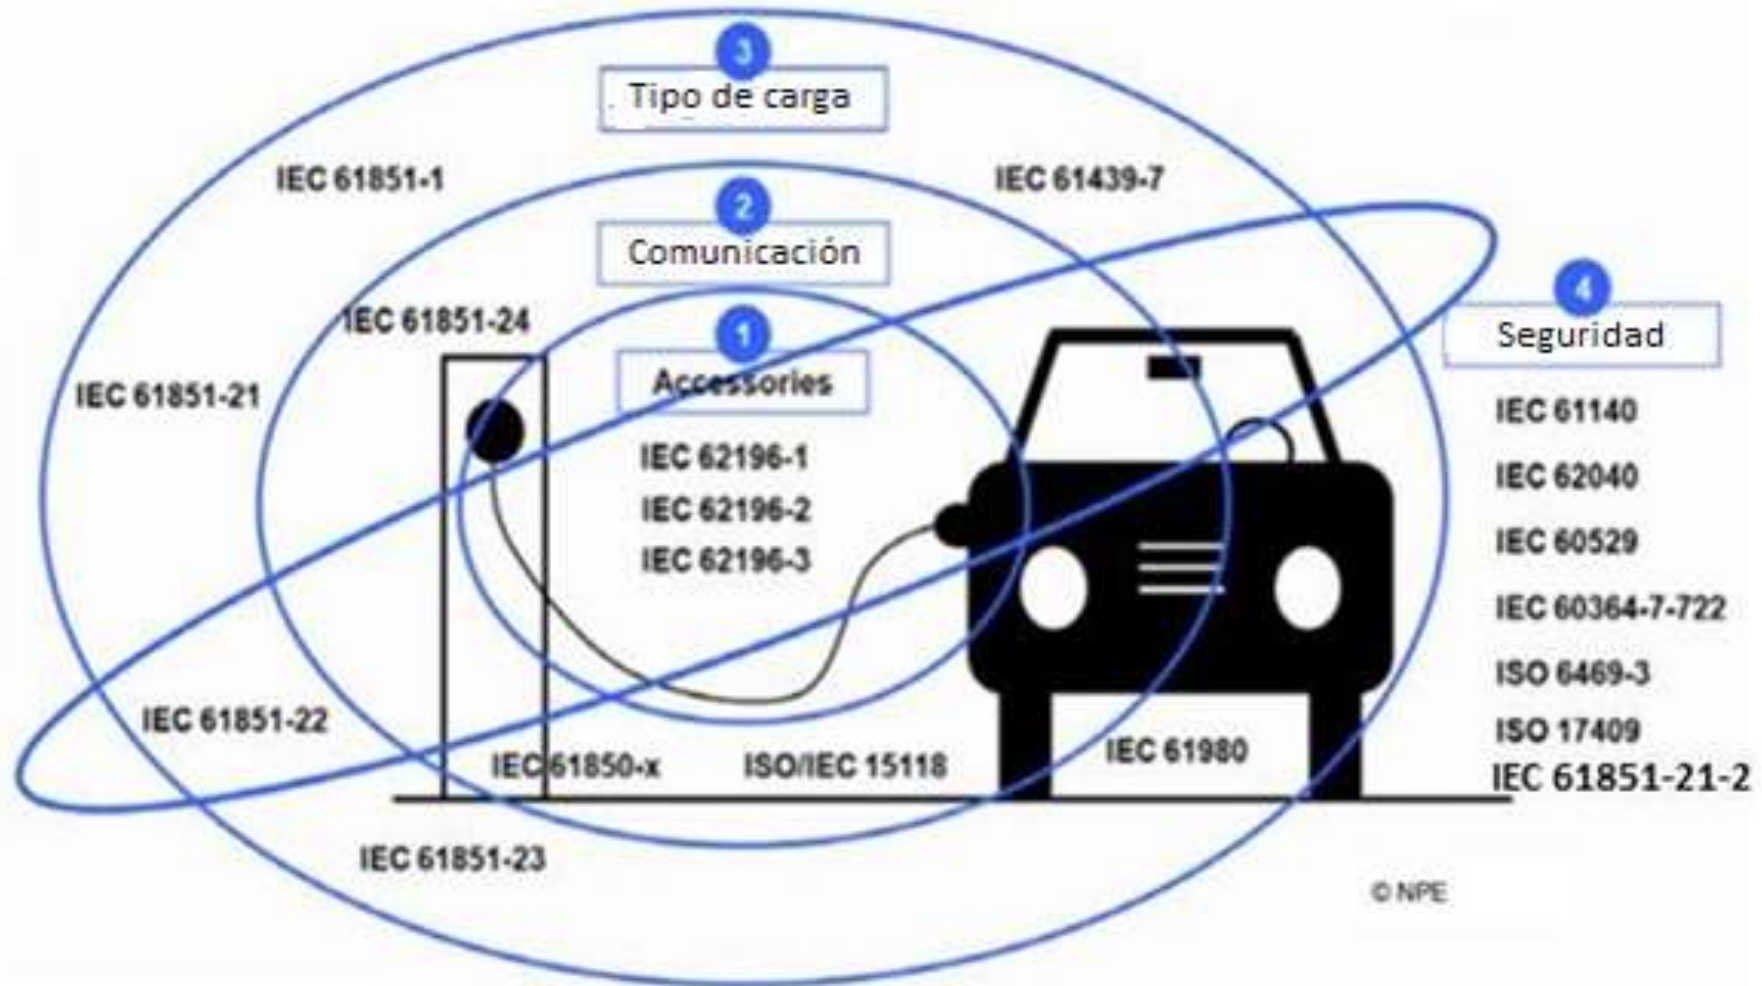 3
Tipo de carga
IEC 61851-1
IEC 61439-7
2
Comunicación
4
Seguridad
IEC 61851-24
1
Accessories
IEC 61851-21
IEC 62196-1
IEC 62196-2
IEC 62196-3
IEC 61140
IEC 62040
IEC 60529
IEC 60364-7-722
ISO 6469-3
ISO 17409
IEC 61851-21-2
IEC 61851-22
IEC 61850-x
ISO/IEC 15118
IEC 61980
IEC 61851-23
© NPE